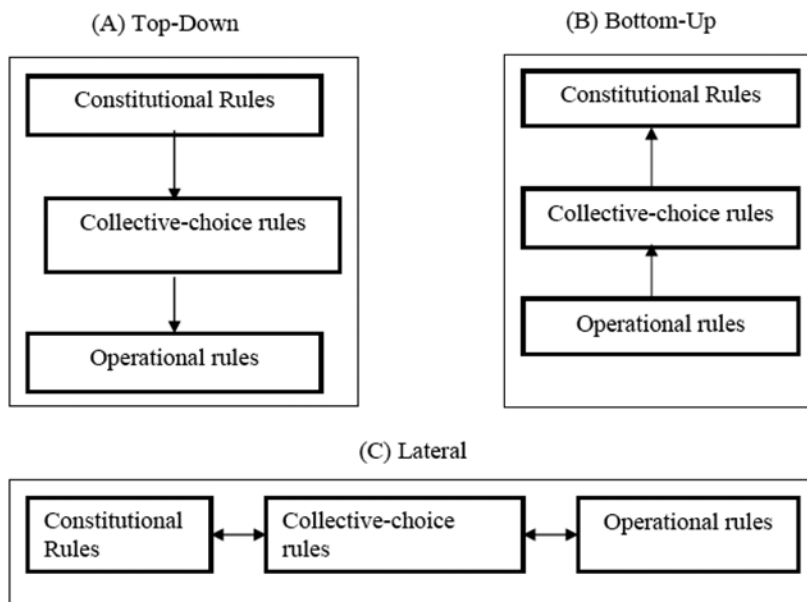 (A) Top-Down
Constitutional Rules
Collective-choice rules
Operational rules
(B) Bottom-Up
Constitutional Rules
Collective-choice rules
Operational rules
(C) Lateral
Constitutional
Rules
Collective-choice
rules
Operational rules